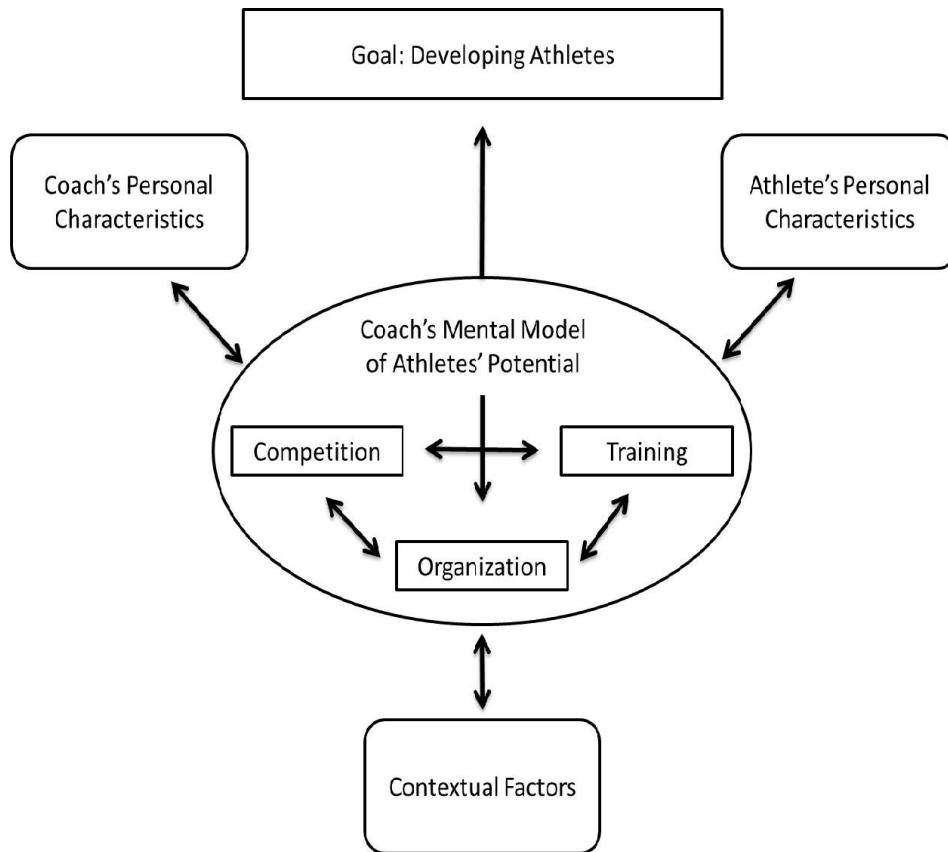 Goal: Developing Athletes
Coach’s Personal
Characteristics
Athlete’s Personal
Characteristics
Coach’s Mental Model
of Athletes’ Potential
Competition
Training
Organization
Contextual Factors